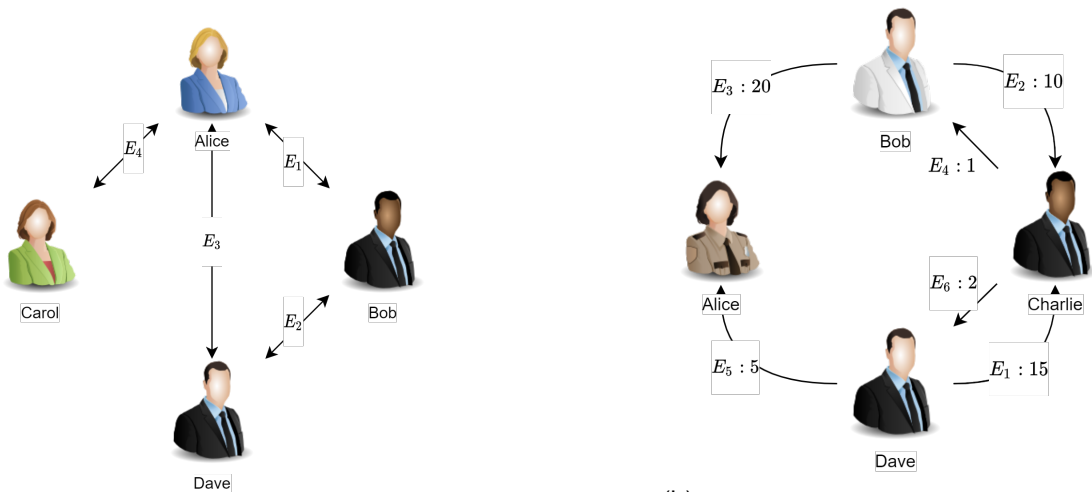 Alice
E₄
E₁
E₃
Carol
E₂
Bob
Dave
E₃ : 20
E₂ : 10
Bob
E₄ : 1
E₆ : 2
Alice
Charlie
E₅ : 5
E₁ : 15
Dave